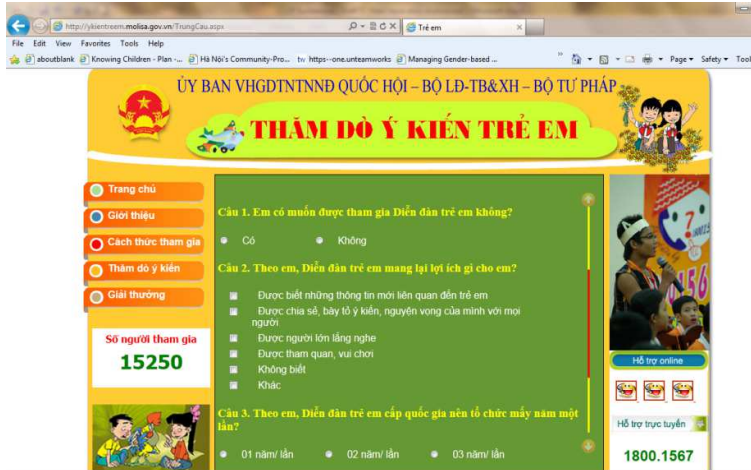 http://ykientreem.molisa.gov.vn/TrungCau.aspx
Trẻ em
File Edit View Favorites Tools Help
aboutblank
Knowing Children - Plan -...
Hà Nội's Community-Pro...
https--one.unteamworks
Managing Gender-based ...
Page
Safety
Tool
ỦY BAN VHGDTNTNNĐ QUỐC HỘI – BỘ LĐ-TB&XH – BỘ TƯ PHÁP
THĂM DÒ Ý KIẾN TRẺ EM
Trang chủ
Giới thiệu
Cách thức tham gia
Thăm dò ý kiến
Giải thưởng
Số người tham gia
15250
Câu 1. Em có muốn được tham gia Diễn đàn trẻ em không?
Có
Không
Câu 2. Theo em, Diễn đàn trẻ em mang lại lợi ích gì cho em?
Được biết những thông tin mới liên quan đến trẻ em
Được chia sẻ, bày tỏ ý kiến, nguyện vọng của mình với mọi
người
Được người lớn lắng nghe
Được tham quan, vui chơi
Không biết
Khác
Câu 3. Theo em, Diễn đàn trẻ em cấp quốc gia nên tổ chức mấy năm một
lần?
01 năm/ lần
02 năm/ lần
03 năm/ lần
Hỗ trợ online
Hỗ trợ trực tuyến
1800.1567